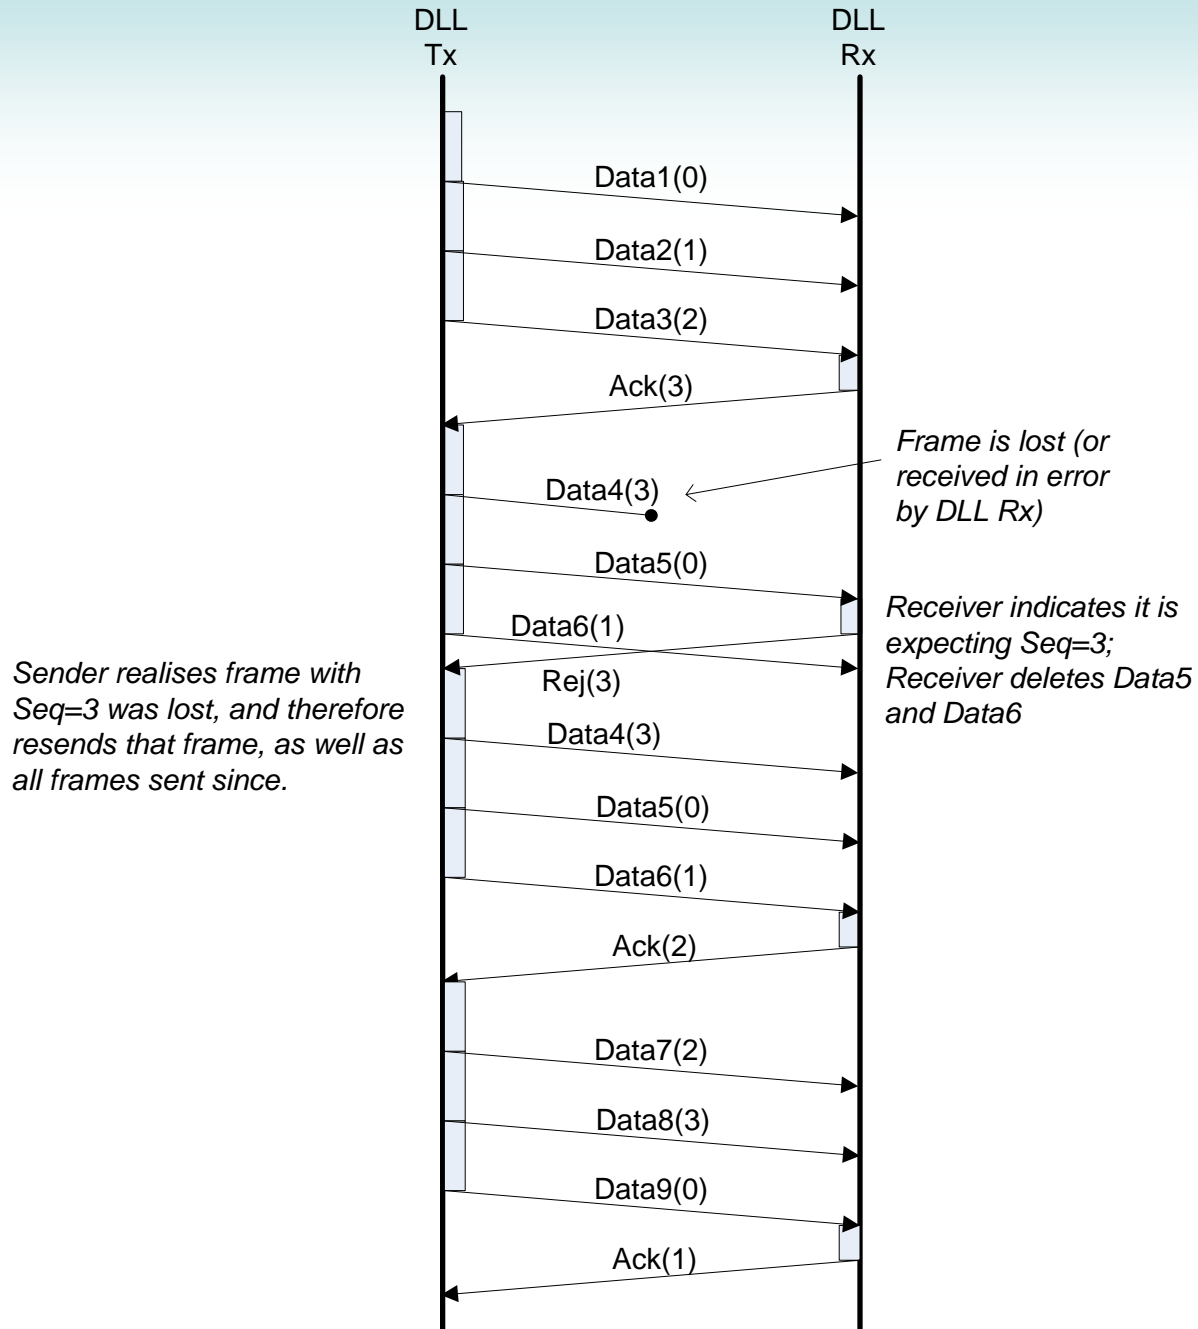 DLL
Tx
DLL
Rx
Data1(0)
Data2(1)
Data3(2)
Ack(3)
Frame is lost (or
received in error
by DLL Rx)
Data4(3)
Data5(0)
Receiver indicates it is
expecting Seq=3;
Receiver deletes Data5
and Data6
Data6(1)
Rej(3)
Sender realises frame with
Seq=3 was lost, and therefore
resends that frame, as well as
all frames sent since.
Data4(3)
Data5(0)
Data6(1)
Ack(2)
Data7(2)
Data8(3)
Data9(0)
Ack(1)